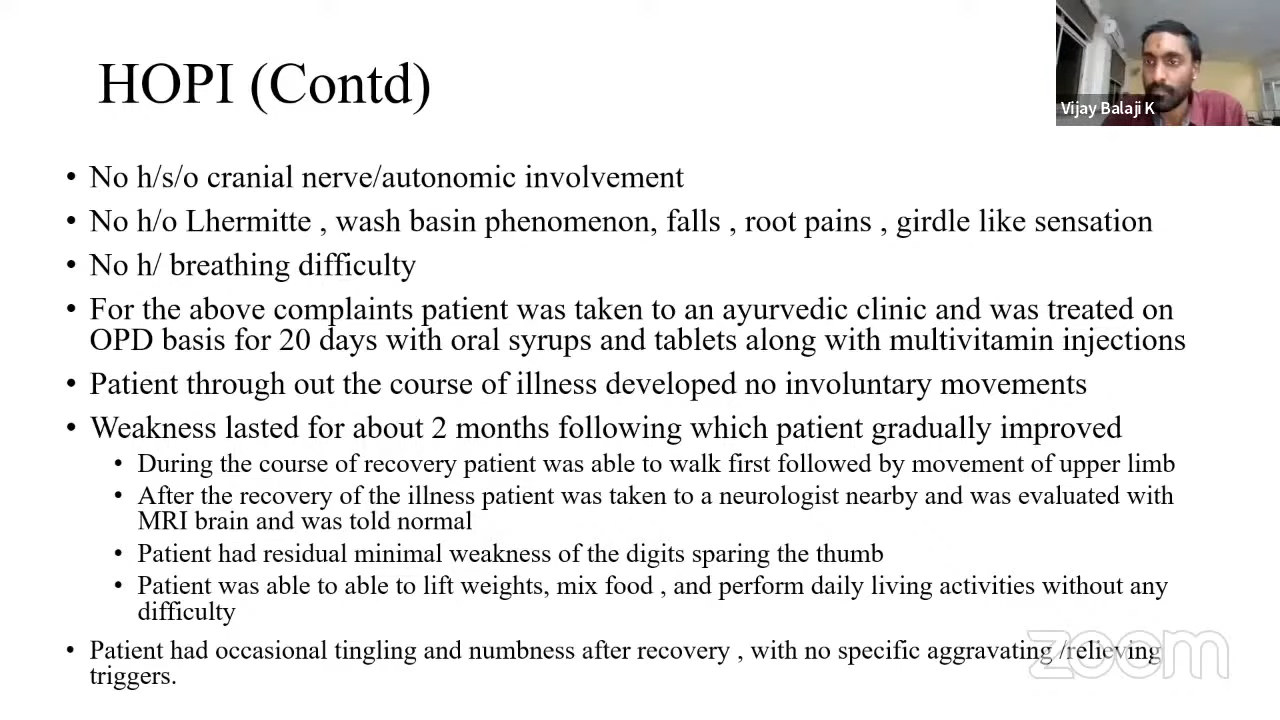 HOPI (Contd)
Vijay Balaji K
• No h/s/o cranial nerve/autonomic involvement
• No h/o Lhermitte , wash basin phenomenon, falls , root pains , girdle like sensation
• No h/ breathing difficulty
• For the above complaints patient was taken to an ayurvedic clinic and was treated on
OPD basis for 20 days with oral syrups and tablets along with multivitamin injections
• Patient through out the course of illness developed no involuntary movements
• Weakness lasted for about 2 months following which patient gradually improved
• During the course of recovery patient was able to walk first followed by movement of upper limb
• After the recovery of the illness patient was taken to a neurologist nearby and was evaluated with
MRI brain and was told normal
• Patient had residual minimal weakness of the digits sparing the thumb
• Patient was able to able to lift weights, mix food , and perform daily living activities without any
difficulty
• Patient had occasional tingling and numbness after recovery , with no specific aggravating /relieving
triggers.
zoom